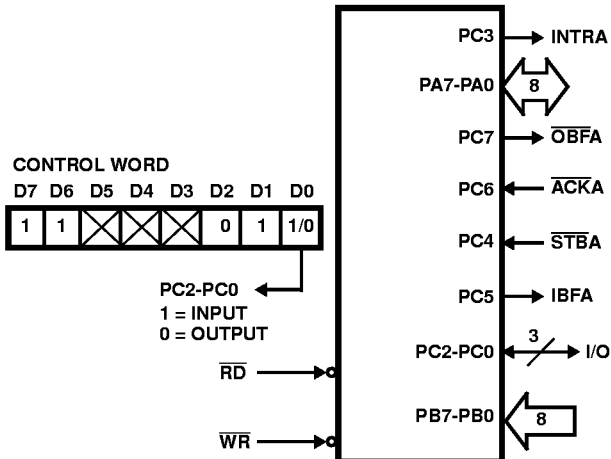 PC3 INTRA
PA7-PA0 8
PC7 OBFA
CONTROL WORD
D7 D6 D5 D4 D3 D2 D1 D0
1 1 0 1 1/0
PC6 ACKA
PC4 STBA
PC2-PC0
1 = INPUT
0 = OUTPUT
PC5 IBFA
PC2-PC0 3 I/O
RD
PB7-PB0 8
WR